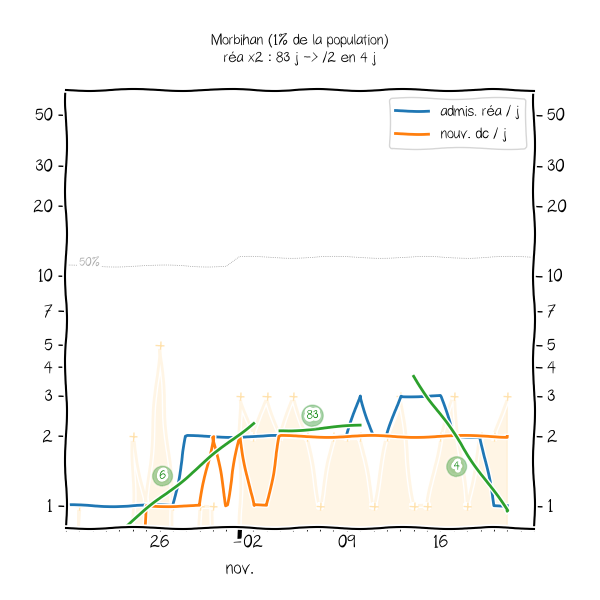 Morbihan (1% de la population)
réa x2 : 83 j -> /2 en 4 j
admis. réa / j
nouv. dc / j
50 50
30 30
20 20
50%
10 10
7 7
5 5
4 4
3 3
83
2 2
6 4
1 1
26 02 09 16
nov.